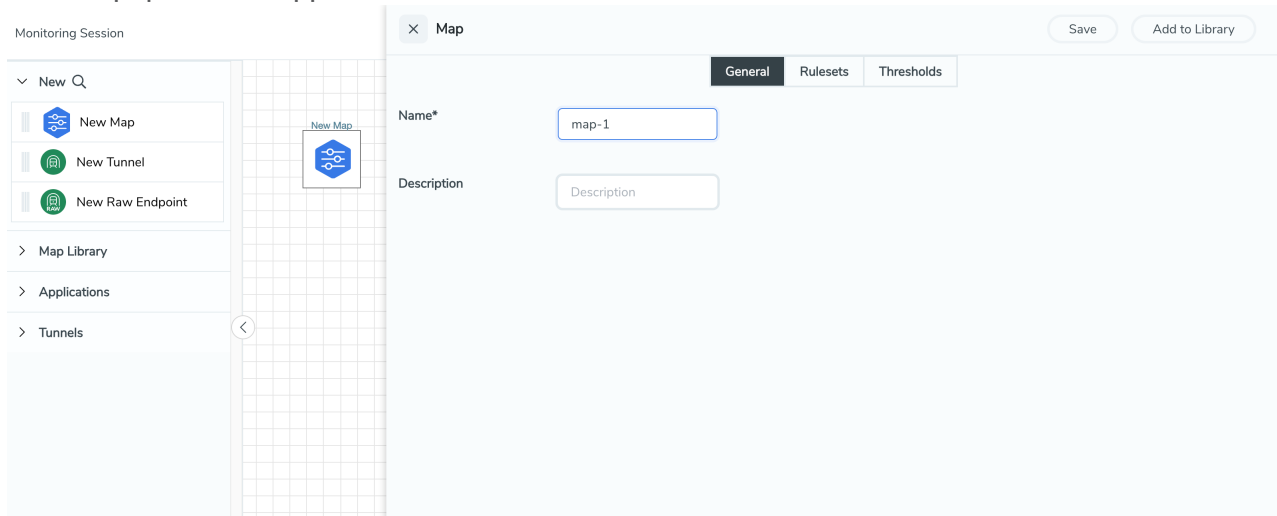 Monitoring Session
New
New Map
New Tunnel
RAW
New Raw Endpoint
Map Library
Applications
Tunnels
New Map
Map
Save
Add to Library
General
Rulesets
Thresholds
Name*
map-1
Description
Description